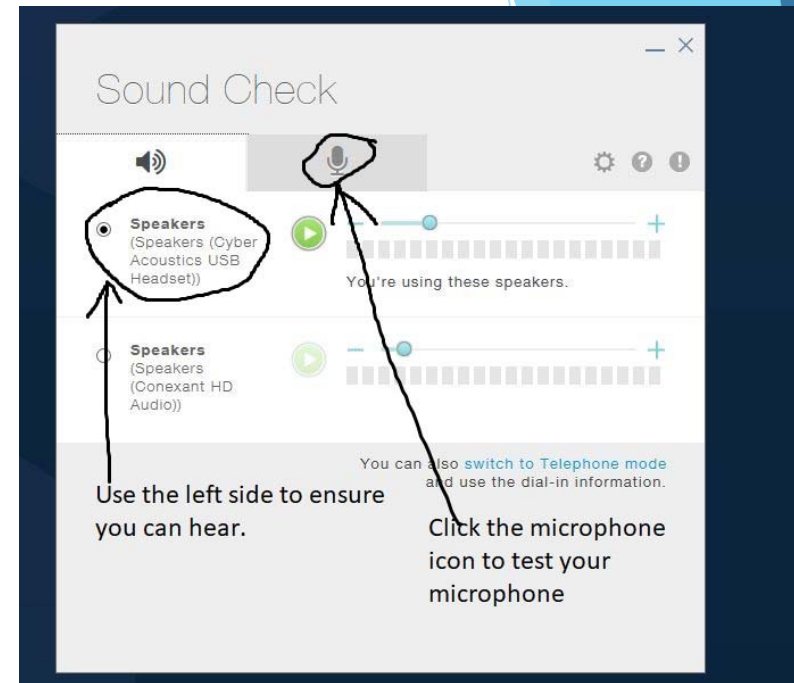 Sound Check
Speakers
(Speakers (Cyber
Acoustics USB
Headset))
You're using these speakers.
Speakers
(Speakers
(Conexant HD
Audio))
You can also switch to Telephone mode
and use the dial-in information.
Use the left side to ensure
you can hear.
Click the microphone
icon to test your
microphone